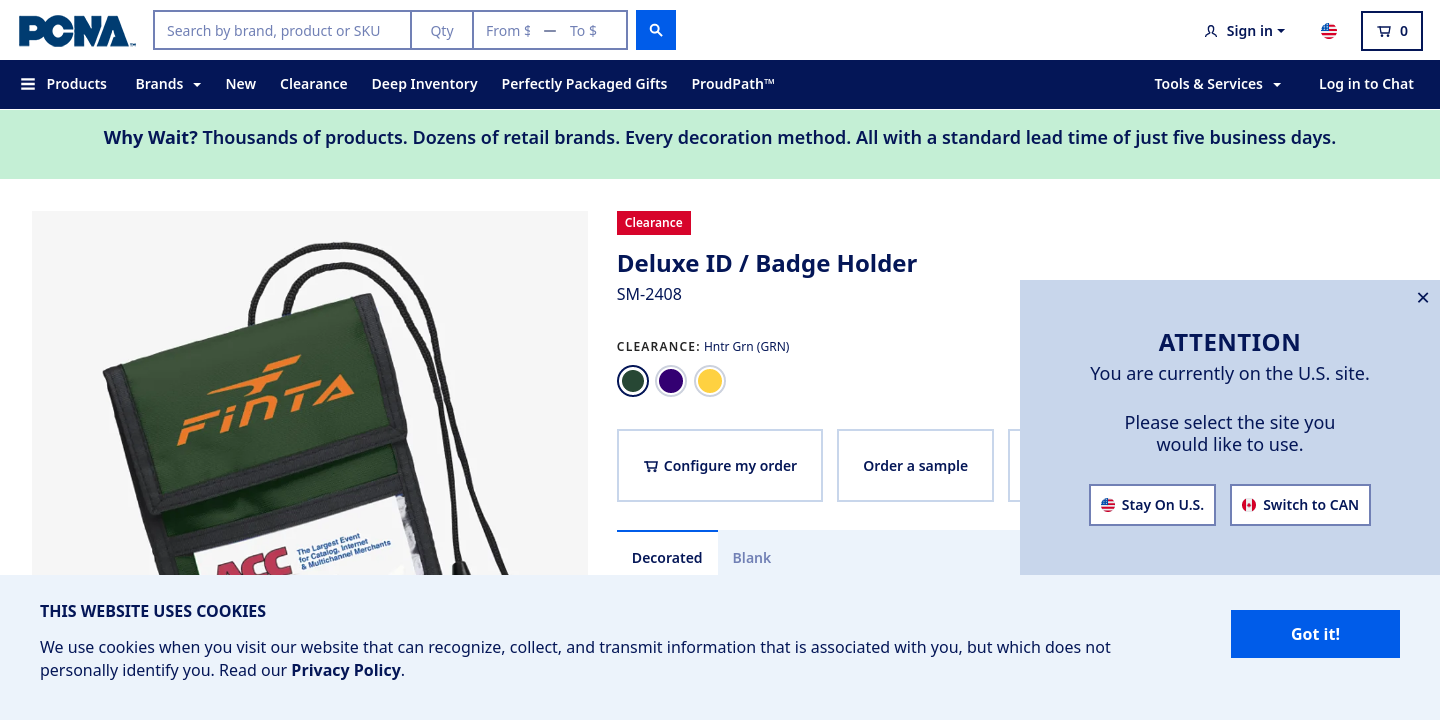 PCNA™
Search by brand, product or SKU
Qty
From $ — To $
Sign in
0
Products
Brands
New
Clearance
Deep Inventory
Perfectly Packaged Gifts
ProudPath™
Tools & Services
Log in to Chat
Why Wait? Thousands of products. Dozens of retail brands. Every decoration method. All with a standard lead time of just five business days.
FINTA
ACC
The Largest Event
for Catalog, Internet
& Multichannel Merchants
Clearance
Deluxe ID / Badge Holder
SM-2408
CLEARANCE: Hntr Grn (GRN)
Configure my order
Order a sample
Decorated
Blank
ATTENTION
You are currently on the U.S. site.
Please select the site you
would like to use.
Stay On U.S.
Switch to CAN
THIS WEBSITE USES COOKIES
We use cookies when you visit our website that can recognize, collect, and transmit information that is associated with you, but which does not
personally identify you. Read our Privacy Policy.
Got it!